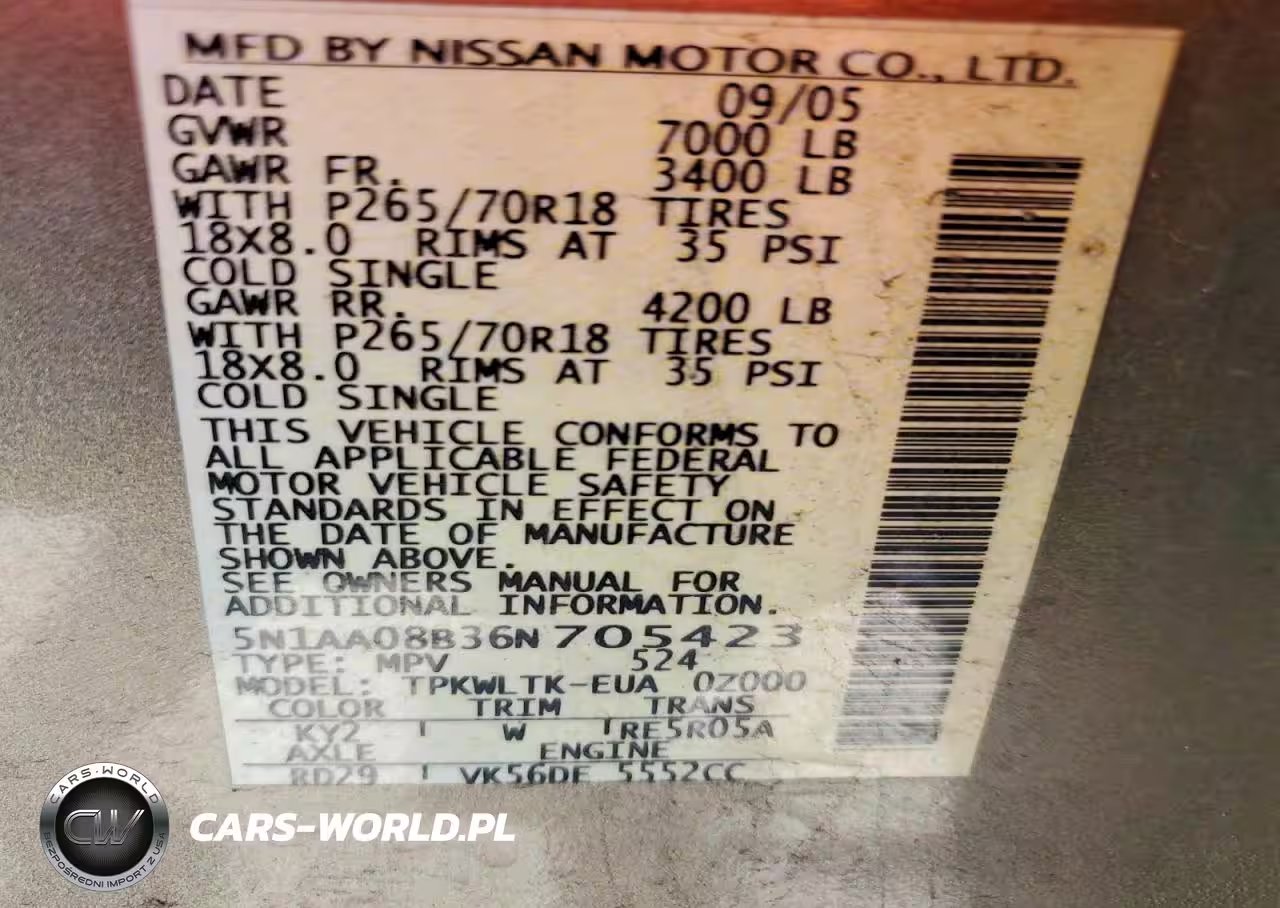 MFD BY NISSAN MOTOR CO., LTD.
DATE 09/05
GVWR 7000 LB
GAWR FR. 3400 LB
WITH P265/70R18 TIRES
18X8.0 RIMS AT 35 PSI
COLD SINGLE
GAWR RR. 4200 LB
WITH P265/70R18 TIRES
18X8.0 RIMS AT 35 PSI
COLD SINGLE
THIS VEHICLE CONFORMS TO
ALL APPLICABLE FEDERAL
MOTOR VEHICLE SAFETY
STANDARDS IN EFFECT ON
THE DATE OF MANUFACTURE
SHOWN ABOVE.
SEE OWNERS MANUAL FOR
ADDITIONAL INFORMATION.
5N1AA08B36N705423
TYPE: MPV 524
MODEL: TPKWLTK-EUA 0Z000
COLOR TRIM TRANS
KY2 W RE5R05A
AXLE ENGINE
RD29 VK56DE 5552CC
CARS-WORLD
CW
BEZPOŚREDNI IMPORT Z USA
CARS-WORLD.PL